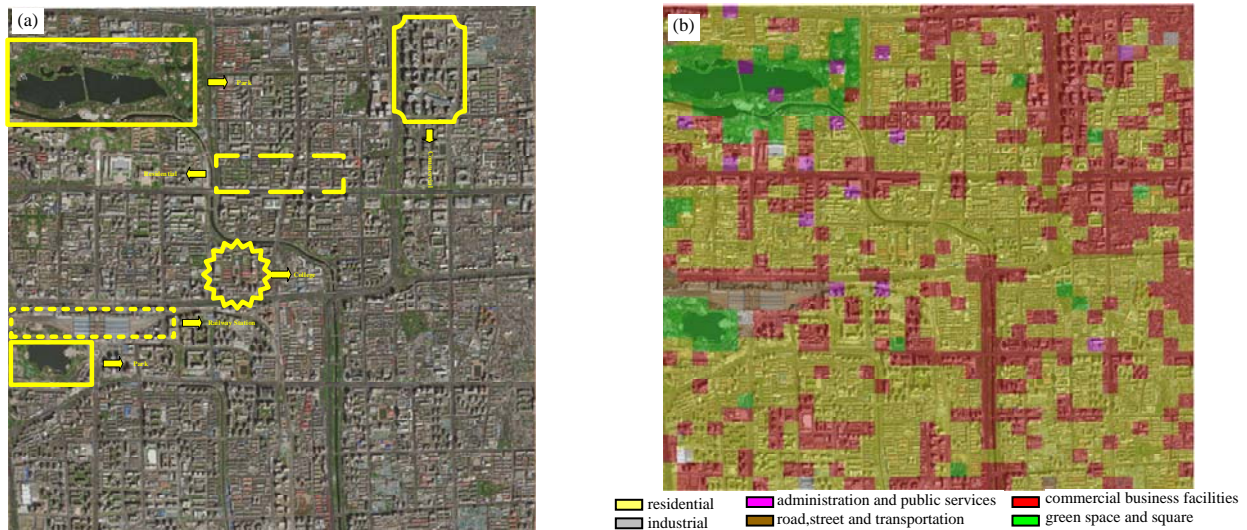 (a)
(b)
Park
Residential
Commercial
College
Railway Station
Park
residential
administration and public services
commercial business facilities
industrial
road,street and transportation
green space and square